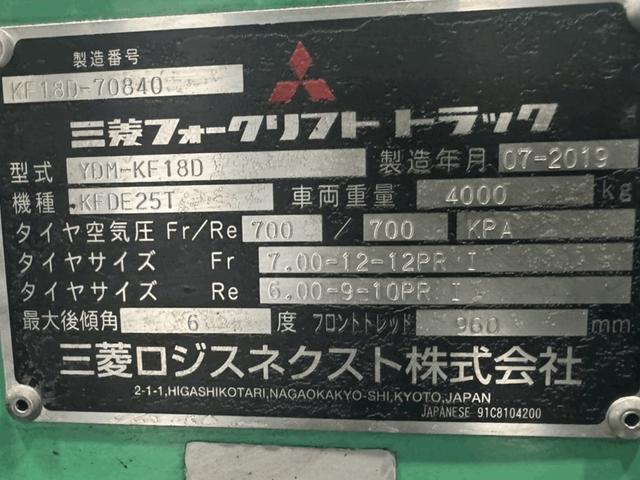 製造番号
KF18D-70840
三菱フォークリフトトラック
型式 YDM-KF18D 製造年月 07-2019
機種 KFDE25T 車両重量 4000 kg
タイヤ空気圧 Fr/Re 700 / 700 KPA
タイヤサイズ Fr 7.00-12-12PR I
タイヤサイズ Re 6.00-9-10PR I
最大後傾角 6 度 フロントトレッド 960 mm
三菱ロジスネクスト株式会社
2-1-1,HIGASHIKOTARI,NAGAOKAKYO-SHI,KYOTO,JAPAN
JAPANESE 91C8104200